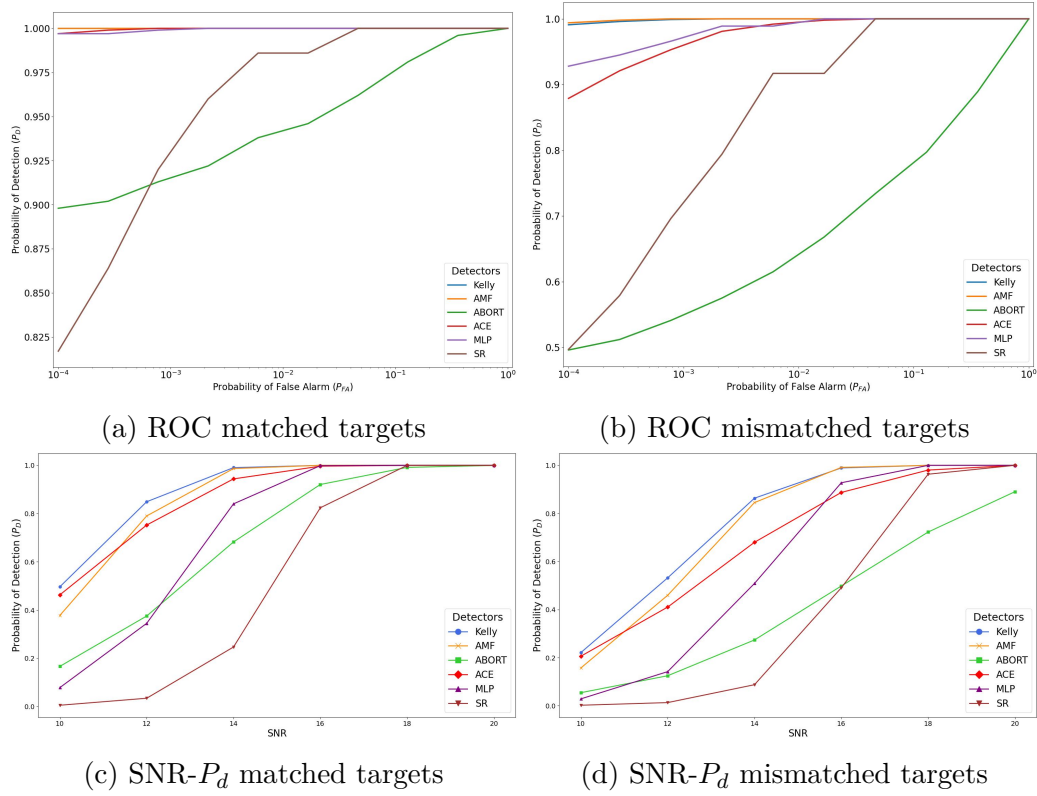 1.000
0.975
0.950
0.925
0.900
0.875
0.850
0.825
Probability of Detection (P_D)
10⁻⁴
10⁻³
10⁻²
10⁻¹
10⁰
Probability of False Alarm (P_FA)
Detectors
Kelly
AMF
ABORT
ACE
MLP
SR
(a) ROC matched targets
1.0
0.9
0.8
0.7
0.6
0.5
Probability of Detection (P_D)
10⁻⁴
10⁻³
10⁻²
10⁻¹
10⁰
Probability of False Alarm (P_FA)
Detectors
Kelly
AMF
ABORT
ACE
MLP
SR
(b) ROC mismatched targets
1.0
0.8
0.6
0.4
0.2
0.0
Probability of Detection (P_D)
10 12 14 16 18 20
SNR
Detectors
Kelly
AMF
ABORT
ACE
MLP
SR
(c) SNR-P_d matched targets
1.0
0.8
0.6
0.4
0.2
0.0
Probability of Detection (P_D)
10 12 14 16 18 20
SNR
Detectors
Kelly
AMF
ABORT
ACE
MLP
SR
(d) SNR-P_d mismatched targets